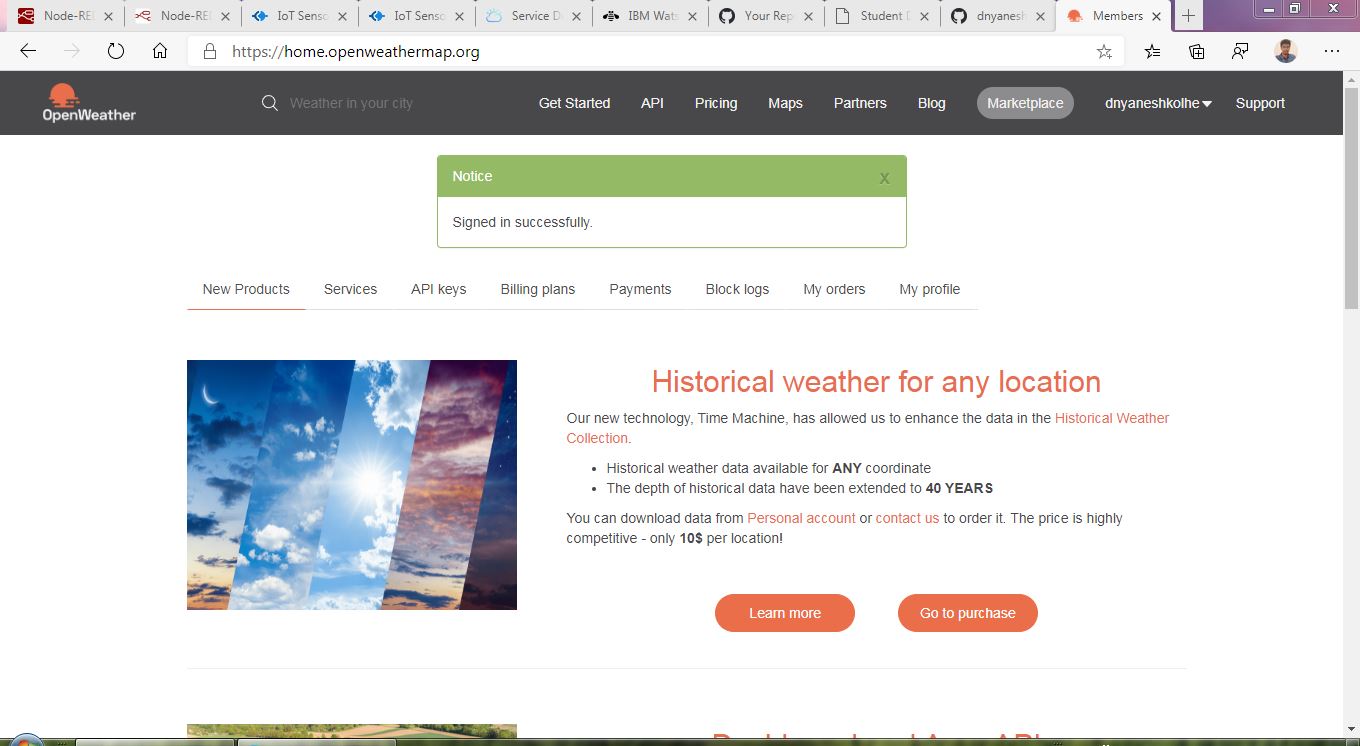 Node-RED
Node-RED
IoT Senso
IoT Senso
Service De
IBM Wats
Your Repo
Student D
dnyanesh
Members
https://home.openweathermap.org
OpenWeather
Weather in your city
Get Started
API
Pricing
Maps
Partners
Blog
Marketplace
dnyaneshkolhe
Support
Notice
x
Signed in successfully.
New Products
Services
API keys
Billing plans
Payments
Block logs
My orders
My profile
Historical weather for any location
Our new technology, Time Machine, has allowed us to enhance the data in the Historical Weather
Collection.
• Historical weather data available for ANY coordinate
• The depth of historical data have been extended to 40 YEARS
You can download data from Personal account or contact us to order it. The price is highly
competitive - only 10$ per location!
Learn more
Go to purchase